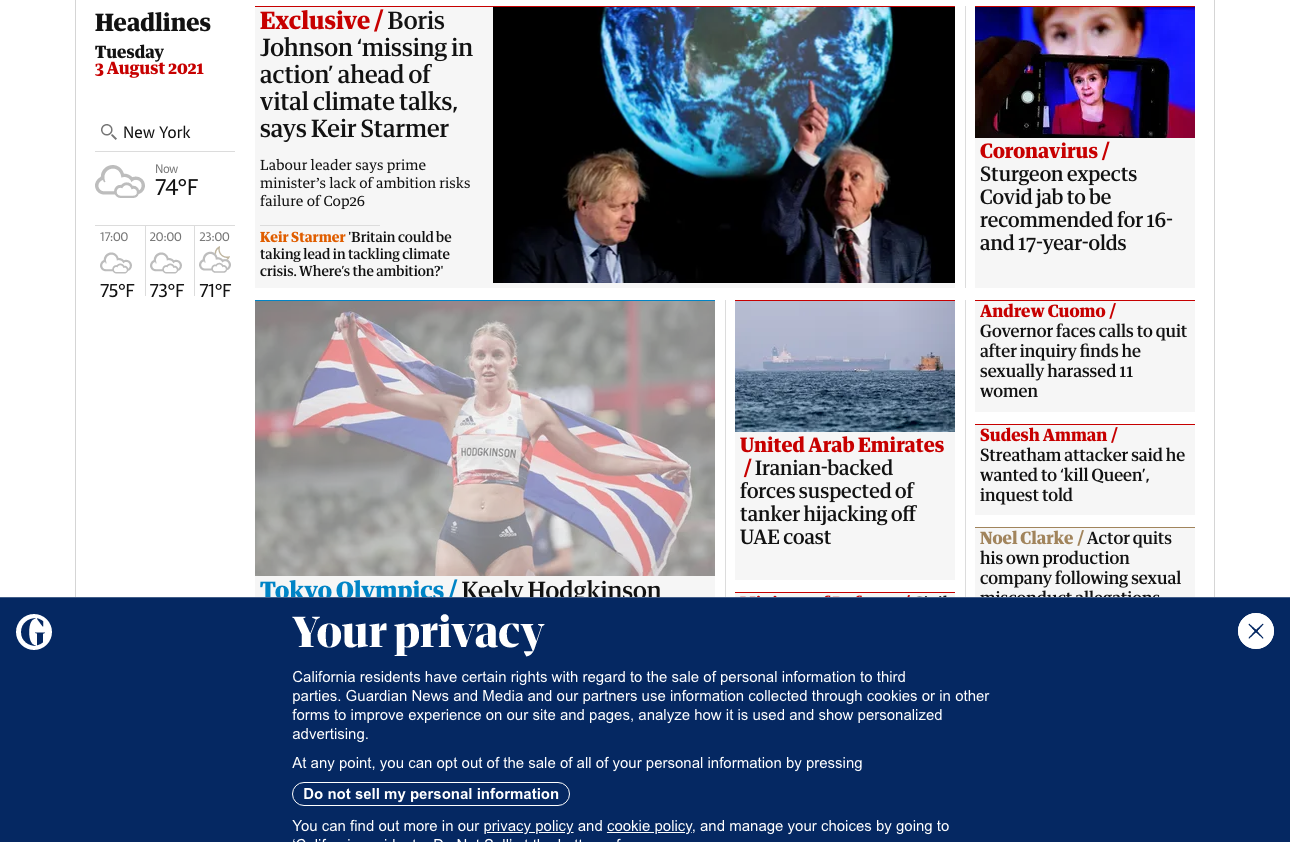 Headlines
Tuesday
3 August 2021
New York
Now
74°F
17:00
20:00
23:00
75°F
73°F
71°F
Exclusive / Boris
Johnson ‘missing in
action’ ahead of
vital climate talks,
says Keir Starmer
Labour leader says prime
minister’s lack of ambition risks
failure of Cop26
Keir Starmer 'Britain could be
taking lead in tackling climate
crisis. Where’s the ambition?’
Coronavirus /
Sturgeon expects
Covid jab to be
recommended for 16-
and 17-year-olds
HODGKINSON
Tokyo Olympics / Keely Hodgkinson
United Arab Emirates
/ Iranian-backed
forces suspected of
tanker hijacking off
UAE coast
Andrew Cuomo /
Governor faces calls to quit
after inquiry finds he
sexually harassed 11
women
Sudesh Amman /
Streatham attacker said he
wanted to ‘kill Queen’,
inquest told
Noel Clarke / Actor quits
his own production
company following sexual
misconduct allegations
Your privacy
California residents have certain rights with regard to the sale of personal information to third
parties. Guardian News and Media and our partners use information collected through cookies or in other
forms to improve experience on our site and pages, analyze how it is used and show personalized
advertising.
At any point, you can opt out of the sale of all of your personal information by pressing
Do not sell my personal information
You can find out more in our privacy policy and cookie policy, and manage your choices by going to